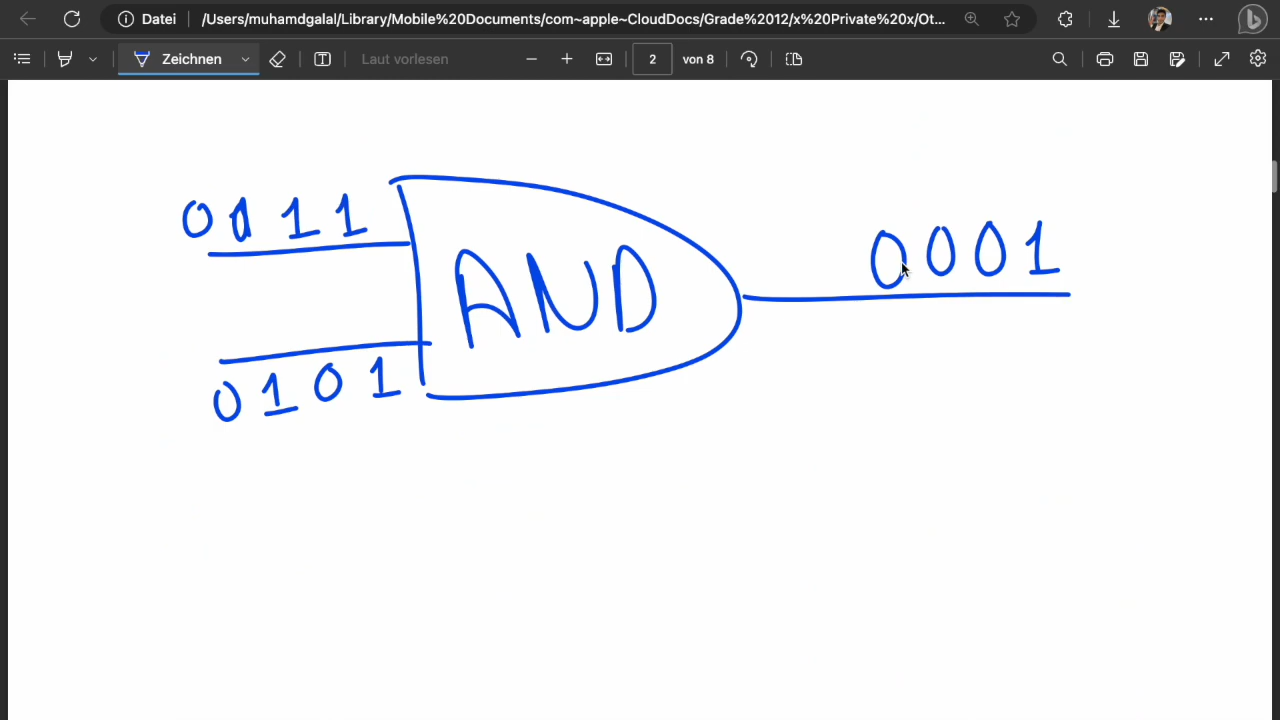 Datei /Users/muhamdgalal/Library/Mobile%20Documents/com~apple~CloudDocs/Grade%2012/x%20Private%20x/Ot...
Zeichnen Laut vorlesen 2 von 8
0 0 1 1
AND
0 0 0 1
0 1 0 1